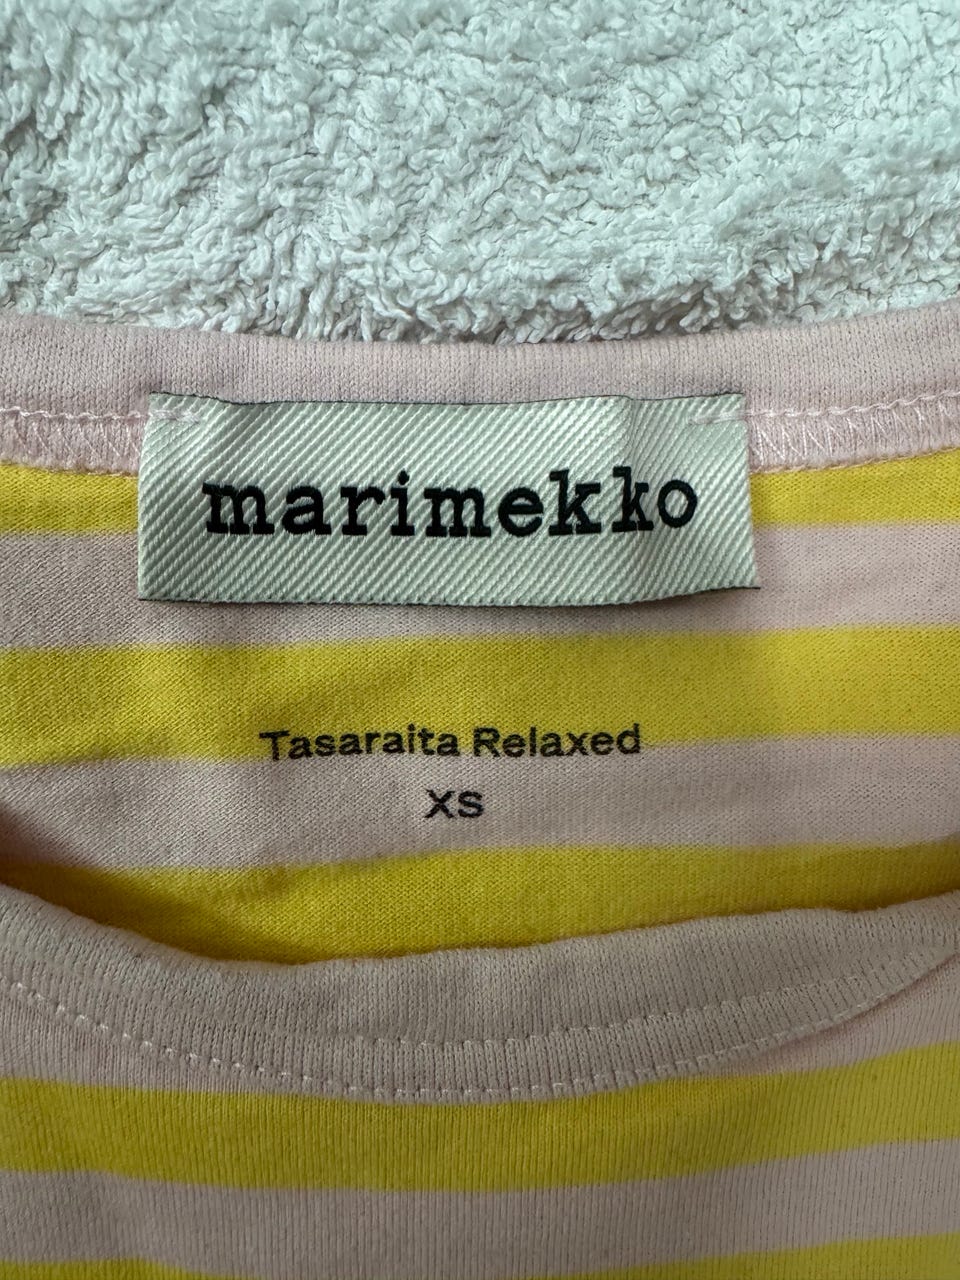 marimekko
Tasaraita Relaxed
XS